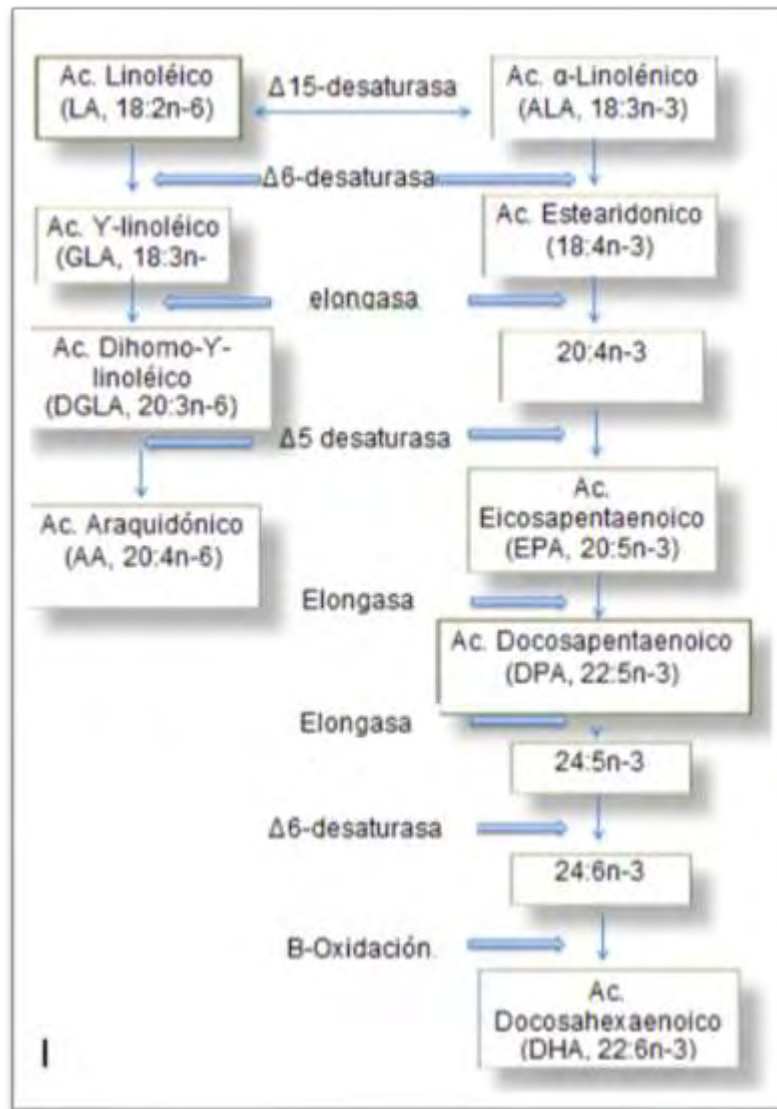 Ac. Linoléico
(LA, 18:2n-6)
Δ15-desaturasa
Ac. α-Linolénico
(ALA, 18:3n-3)
Δ6-desaturasa
Ac. ϒ-linoléico
(GLA, 18:3n-
Ac. Estearidonico
(18:4n-3)
elongasa
Ac. Dihomo-ϒ-
linoléico
(DGLA, 20:3n-6)
20:4n-3
Δ5 desaturasa
Ac. Araquidónico
(AA, 20:4n-6)
Ac.
Eicosapentaenoico
(EPA, 20:5n-3)
Elongasa
Ac. Docosapentaenoico
(DPA, 22:5n-3)
Elongasa
24:5n-3
Δ6-desaturasa
24:6n-3
B-Oxidación.
Ac.
Docosahexaenoico
(DHA, 22:6n-3)
I